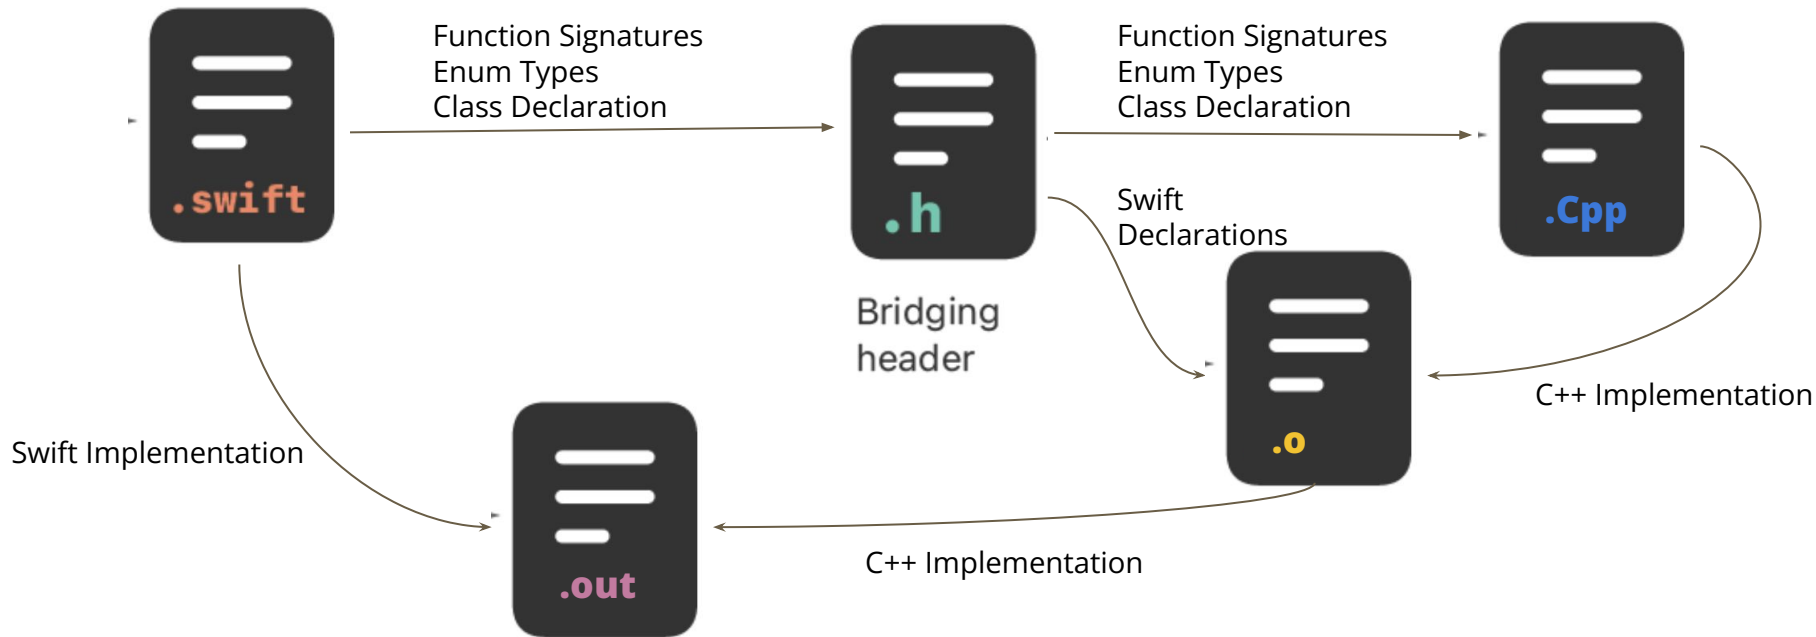 Function Signatures
Enum Types
Class Declaration
Function Signatures
Enum Types
Class Declaration
.swift
.h
.Cpp
Swift
Declarations
Bridging
header
C++ Implementation
.o
Swift Implementation
C++ Implementation
.out